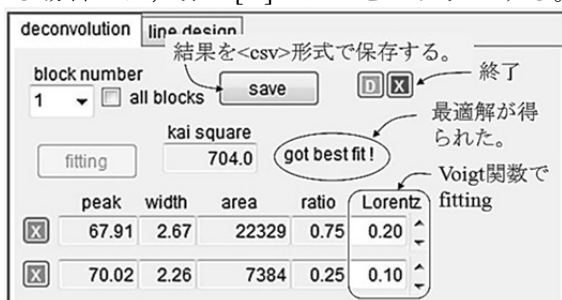 deconvolution line design
結果を<csv>形式で保存する。
block number
1 all blocks save D X 終了
最適解が得
られた。
kai square
fitting 704.0 got best fit !
Voigt関数で
fitting
peak width area ratio Lorentz
X 67.91 2.67 22329 0.75 0.20
X 70.02 2.26 7384 0.25 0.10